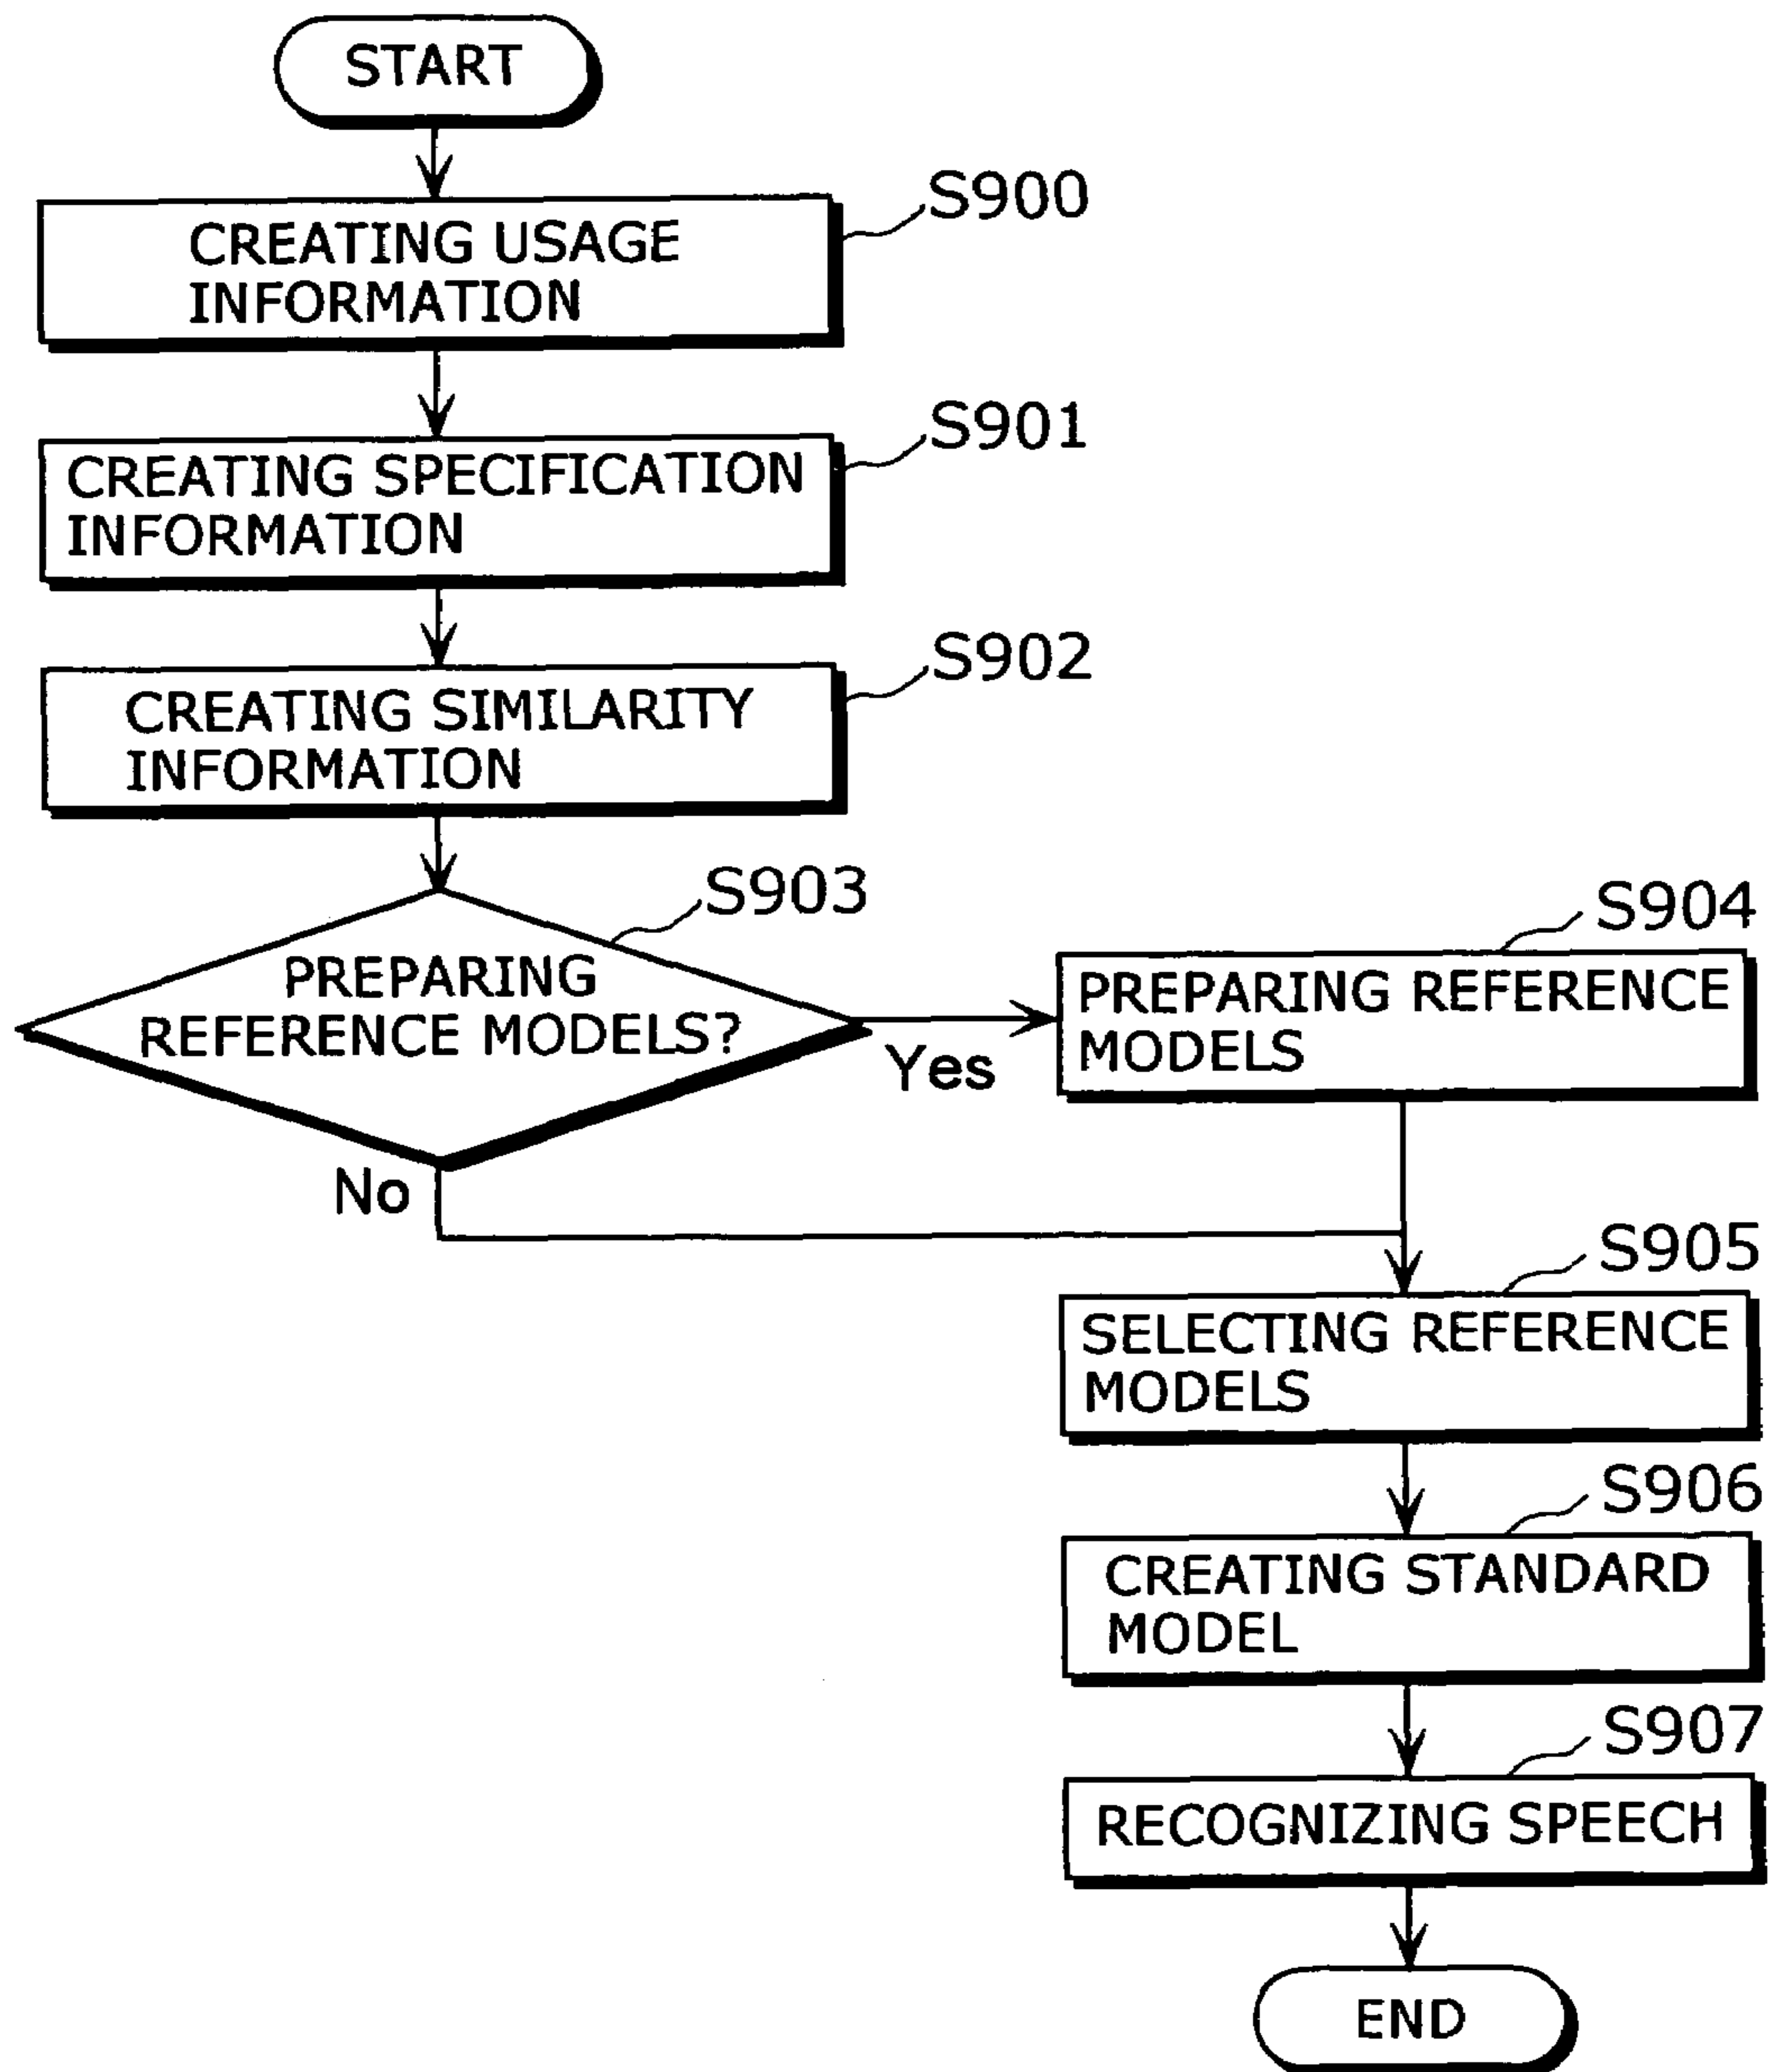 START
S900
CREATING USAGE
INFORMATION
S901
CREATING SPECIFICATION
INFORMATION
S902
CREATING SIMILARITY
INFORMATION
S903
PREPARING
REFERENCE MODELS?
Yes
No
S904
PREPARING REFERENCE
MODELS
S905
SELECTING REFERENCE
MODELS
S906
CREATING STANDARD
MODEL
S907
RECOGNIZING SPEECH
END